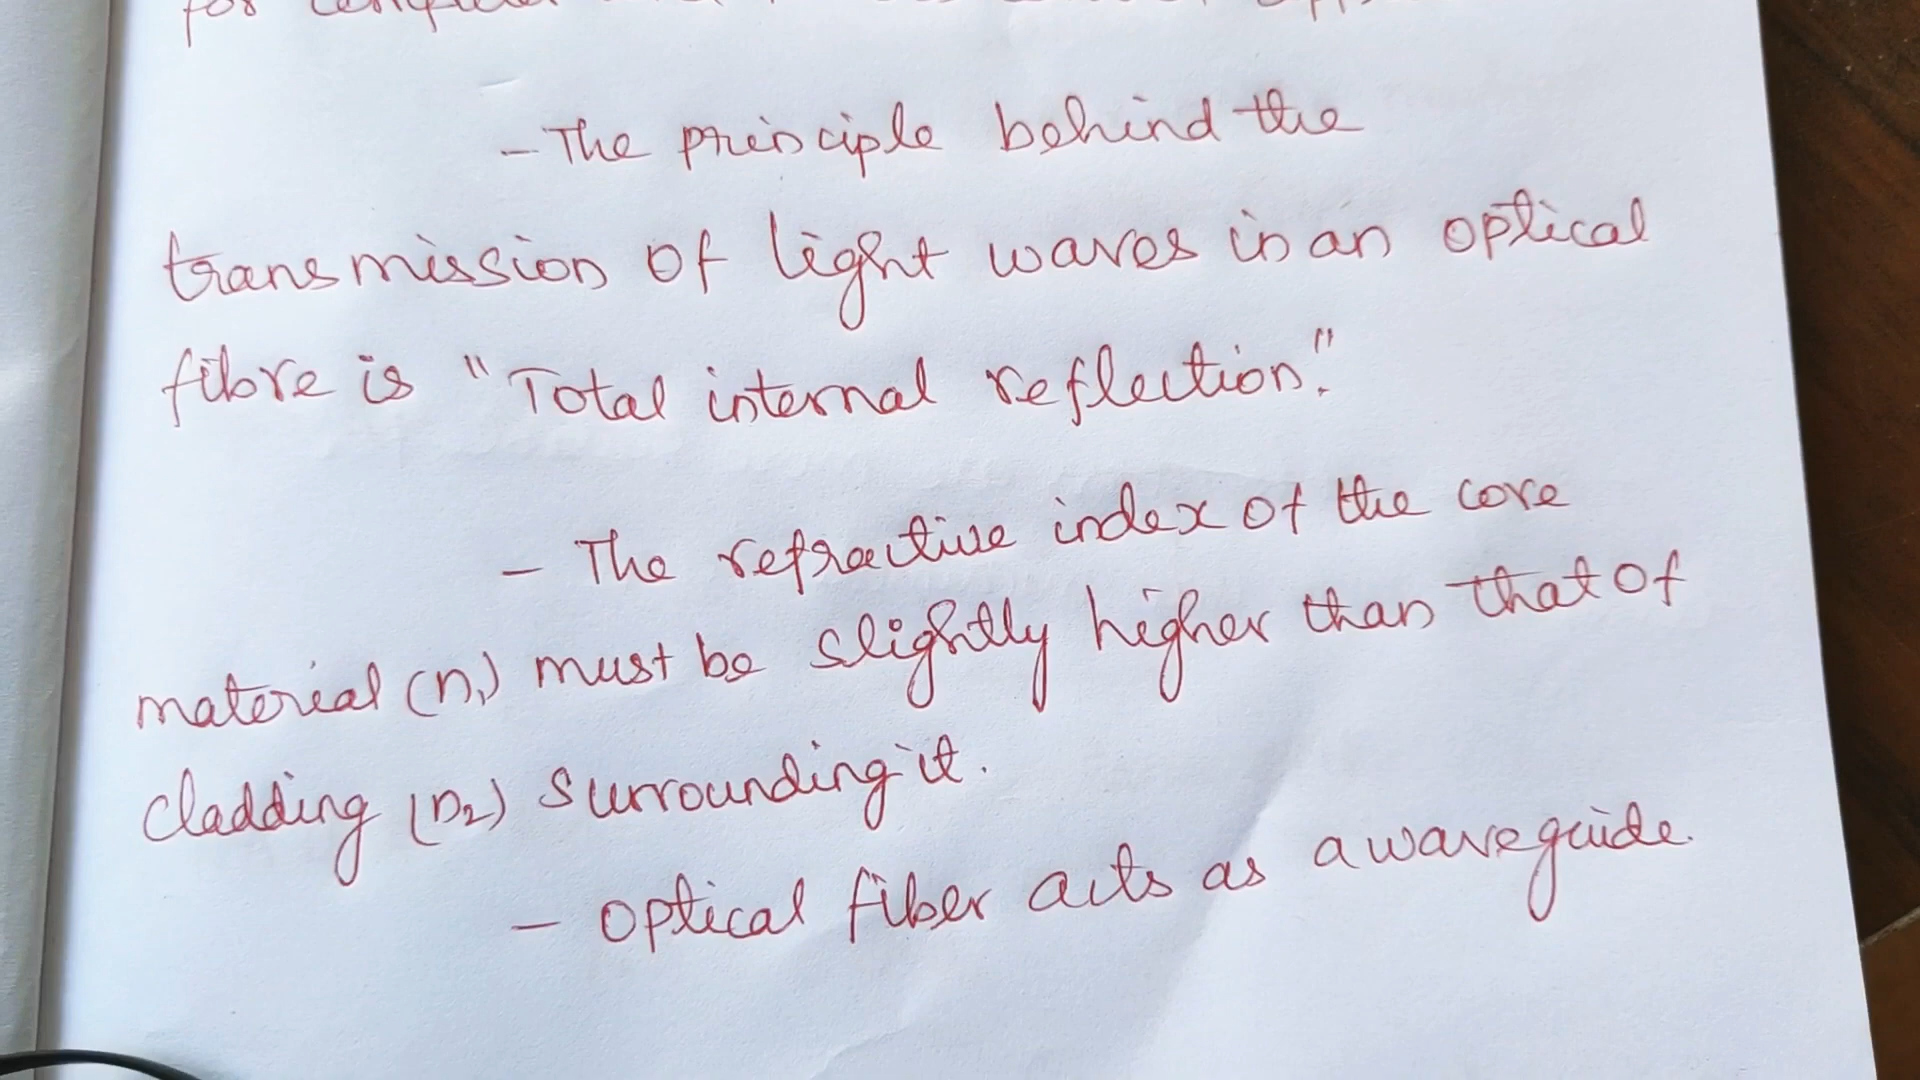 for
- The principle behind the
transmission of light waves in an optical
fibre is "Total internal reflection."
- The refractive index of the core
material (n1) must be slightly higher than that of
cladding (n2) surrounding it.
- Optical fiber acts as a waveguide.